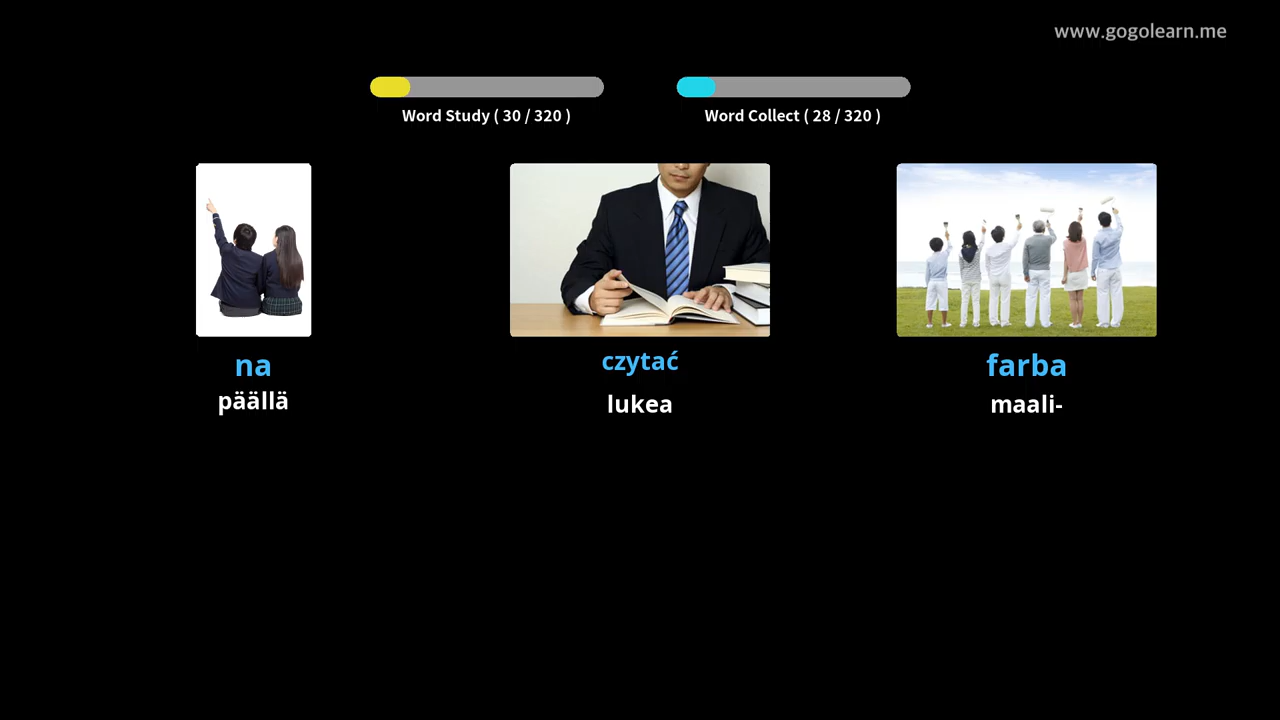 www.gogolearn.me
Word Study ( 30 / 320 )
Word Collect ( 28 / 320 )
na
päällä
czytać
lukea
farba
maali-